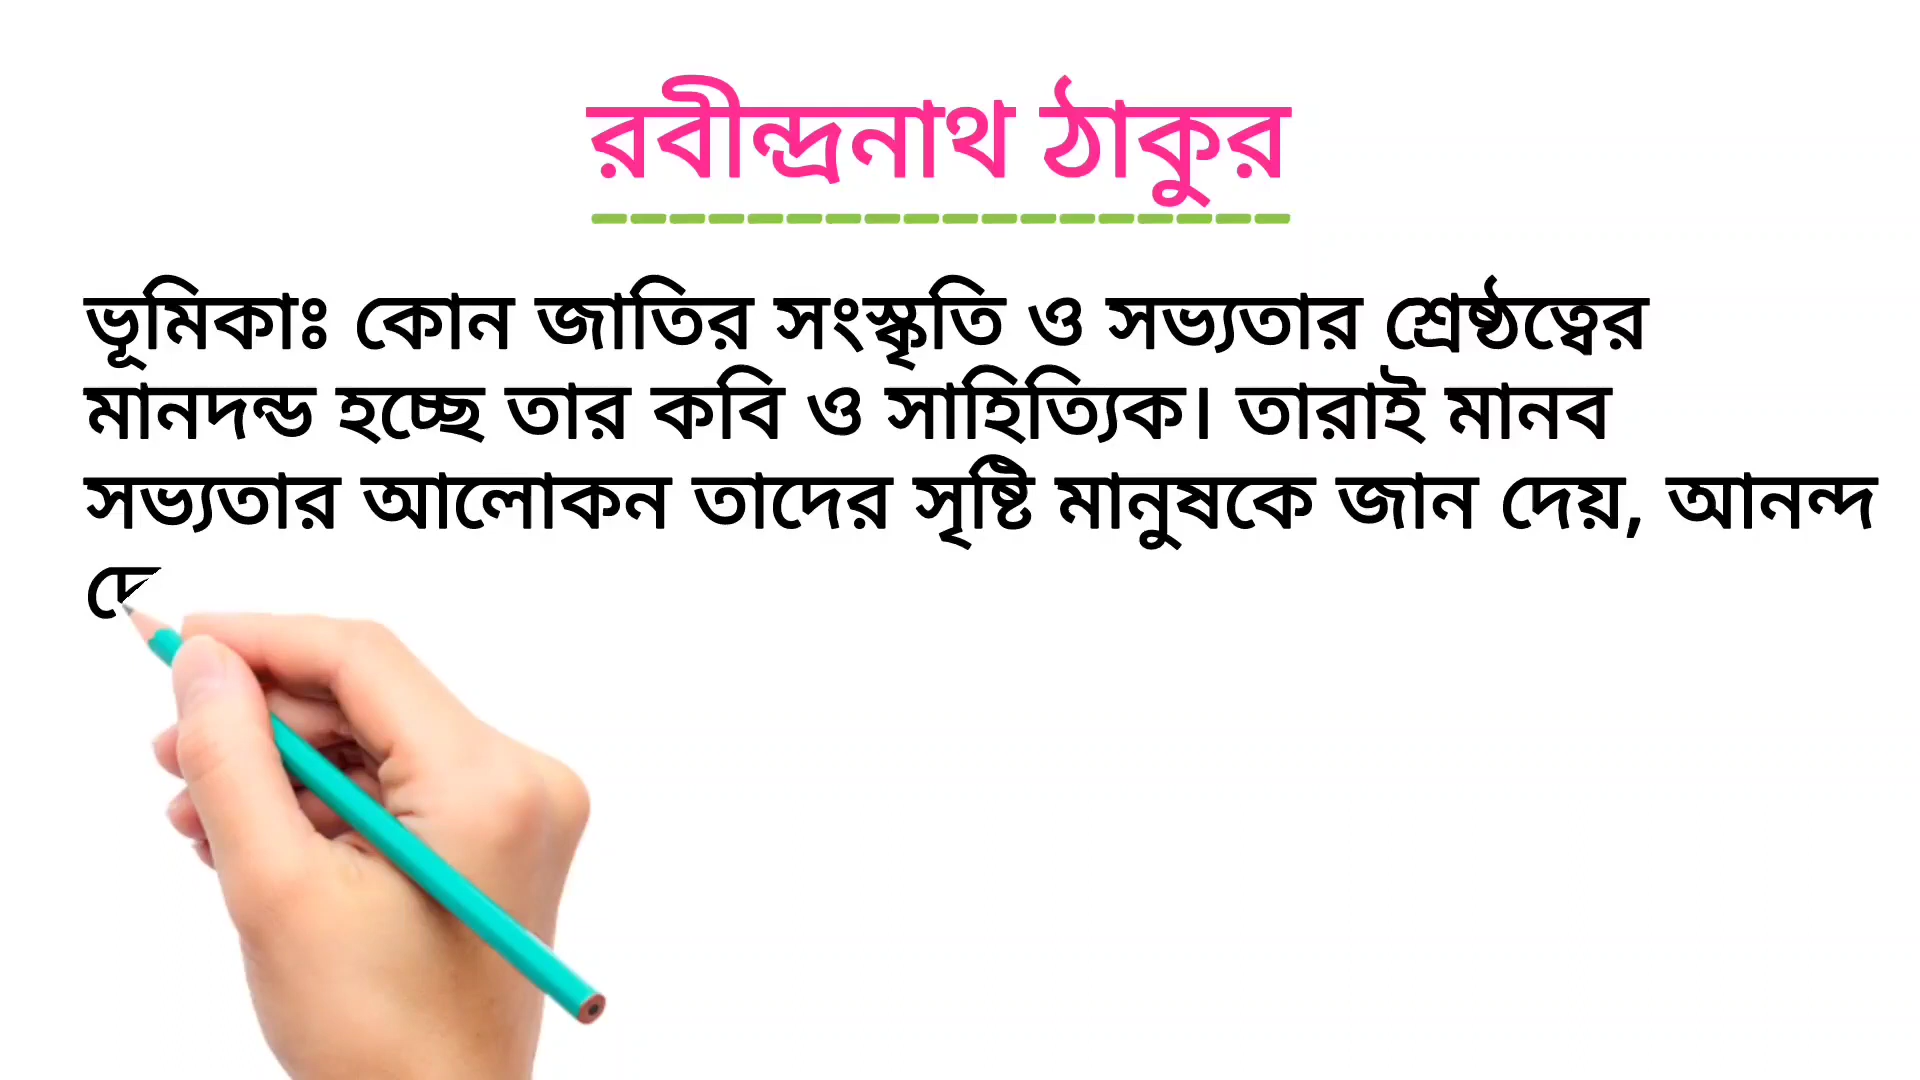 রবীন্দ্রনাথ ঠাকুর
ভূমিকাঃ কোন জাতির সংস্কৃতি ও সভ্যতার শ্রেষ্ঠত্বের
মানদন্ড হচ্ছে তার কবি ও সাহিত্যিক। তারাই মানব
সভ্যতার আলোকন তাদের সৃষ্টি মানুষকে জান দেয়, আনন্দ